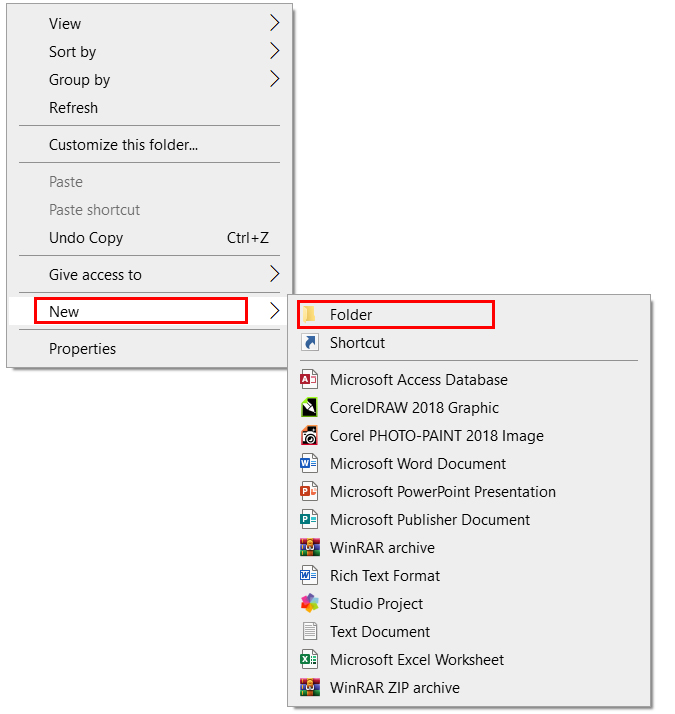 View
Sort by
Group by
Refresh
Customize this folder...
Paste
Paste shortcut
Undo Copy Ctrl+Z
Give access to
New
Properties
Folder
Shortcut
Microsoft Access Database
CorelDRAW 2018 Graphic
Corel PHOTO-PAINT 2018 Image
Microsoft Word Document
Microsoft PowerPoint Presentation
Microsoft Publisher Document
WinRAR archive
Rich Text Format
Studio Project
Text Document
Microsoft Excel Worksheet
WinRAR ZIP archive